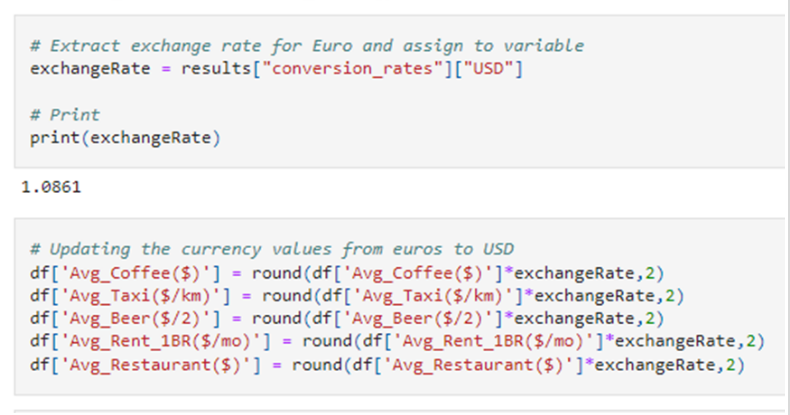 # Extract exchange rate for Euro and assign to variable
exchangeRate = results["conversion_rates"]["USD"]
# Print
print(exchangeRate)
1.0861
# Updating the currency values from euros to USD
df['Avg_Coffee($)'] = round(df['Avg_Coffee($)']*exchangeRate,2)
df['Avg_Taxi($/km)'] = round(df['Avg_Taxi($/km)']*exchangeRate,2)
df['Avg_Beer($/2)'] = round(df['Avg_Beer($/2)']*exchangeRate,2)
df['Avg_Rent_1BR($/mo)'] = round(df['Avg_Rent_1BR($/mo)']*exchangeRate,2)
df['Avg_Restaurant($)'] = round(df['Avg_Restaurant($)']*exchangeRate,2)